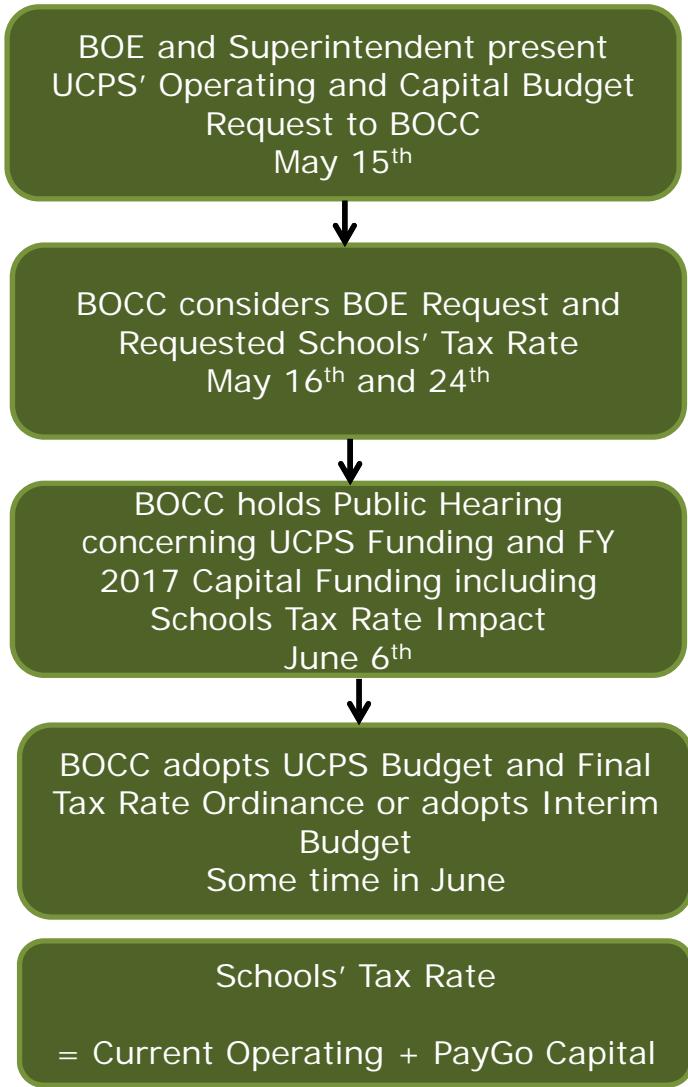 BOE and Superintendent present
UCPS’ Operating and Capital Budget
Request to BOCC
May 15th
BOCC considers BOE Request and
Requested Schools’ Tax Rate
May 16th and 24th
BOCC holds Public Hearing
concerning UCPS Funding and FY
2017 Capital Funding including
Schools Tax Rate Impact
June 6th
BOCC adopts UCPS Budget and Final
Tax Rate Ordinance or adopts Interim
Budget
Some time in June
Schools’ Tax Rate
= Current Operating + PayGo Capital